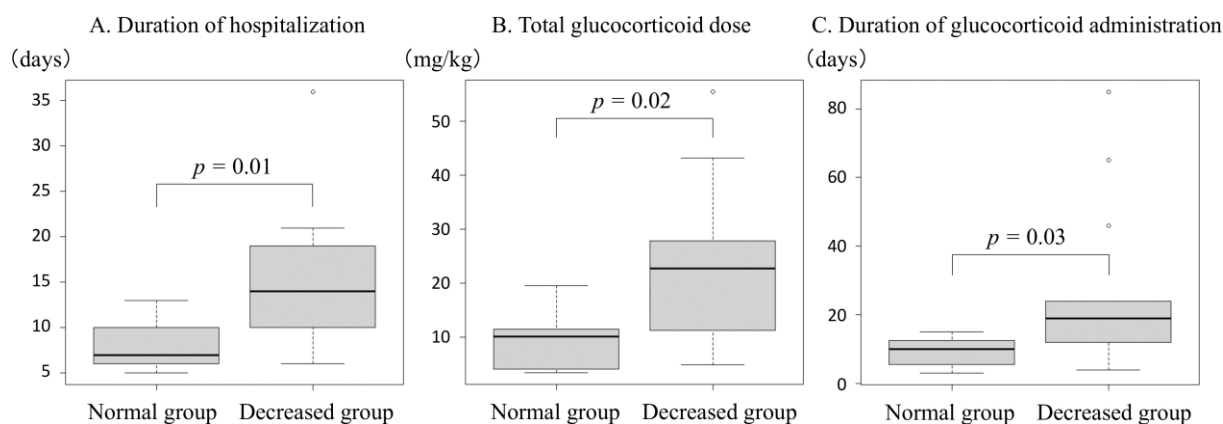 A. Duration of hospitalization
(days)
35
30
25
20
15
10
5
p = 0.01
Normal group Decreased group
B. Total glucocorticoid dose
(mg/kg)
50
40
30
20
10
p = 0.02
Normal group Decreased group
C. Duration of glucocorticoid administration
(days)
80
60
40
20
0
p = 0.03
Normal group Decreased group